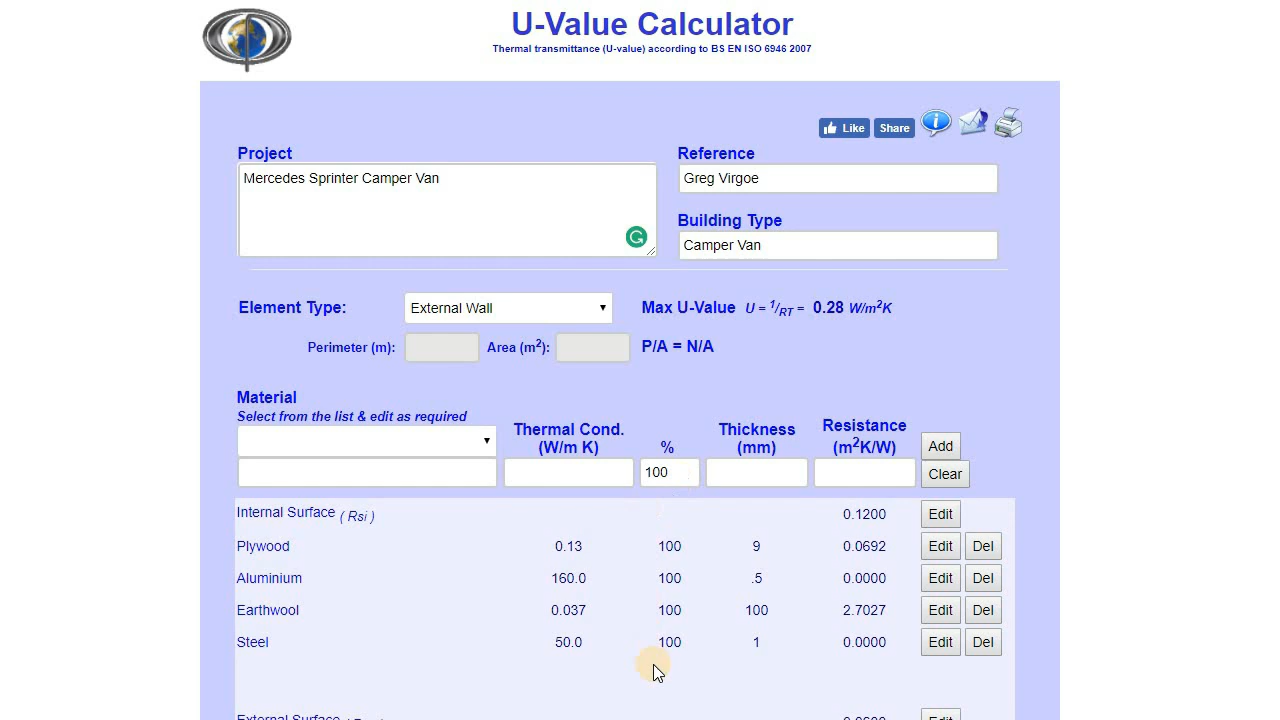 U-Value Calculator
Thermal transmittance (U-value) according to BS EN ISO 6946 2007
Like Share
Project
Mercedes Sprinter Camper Van
Reference
Greg Virgoe
Building Type
Camper Van
Element Type: External Wall Max U-Value U = 1/RT = 0.28 W/m2K
Perimeter (m): Area (m2): P/A = N/A
Material
Select from the list & edit as required
Thermal Cond. (W/m K) % Thickness (mm) Resistance (m2K/W)
Add
100 Clear
Internal Surface ( Rsi ) 0.1200 Edit
Plywood 0.13 100 9 0.0692 Edit Del
Aluminium 160.0 100 .5 0.0000 Edit Del
Earthwool 0.037 100 100 2.7027 Edit Del
Steel 50.0 100 1 0.0000 Edit Del
External Surface